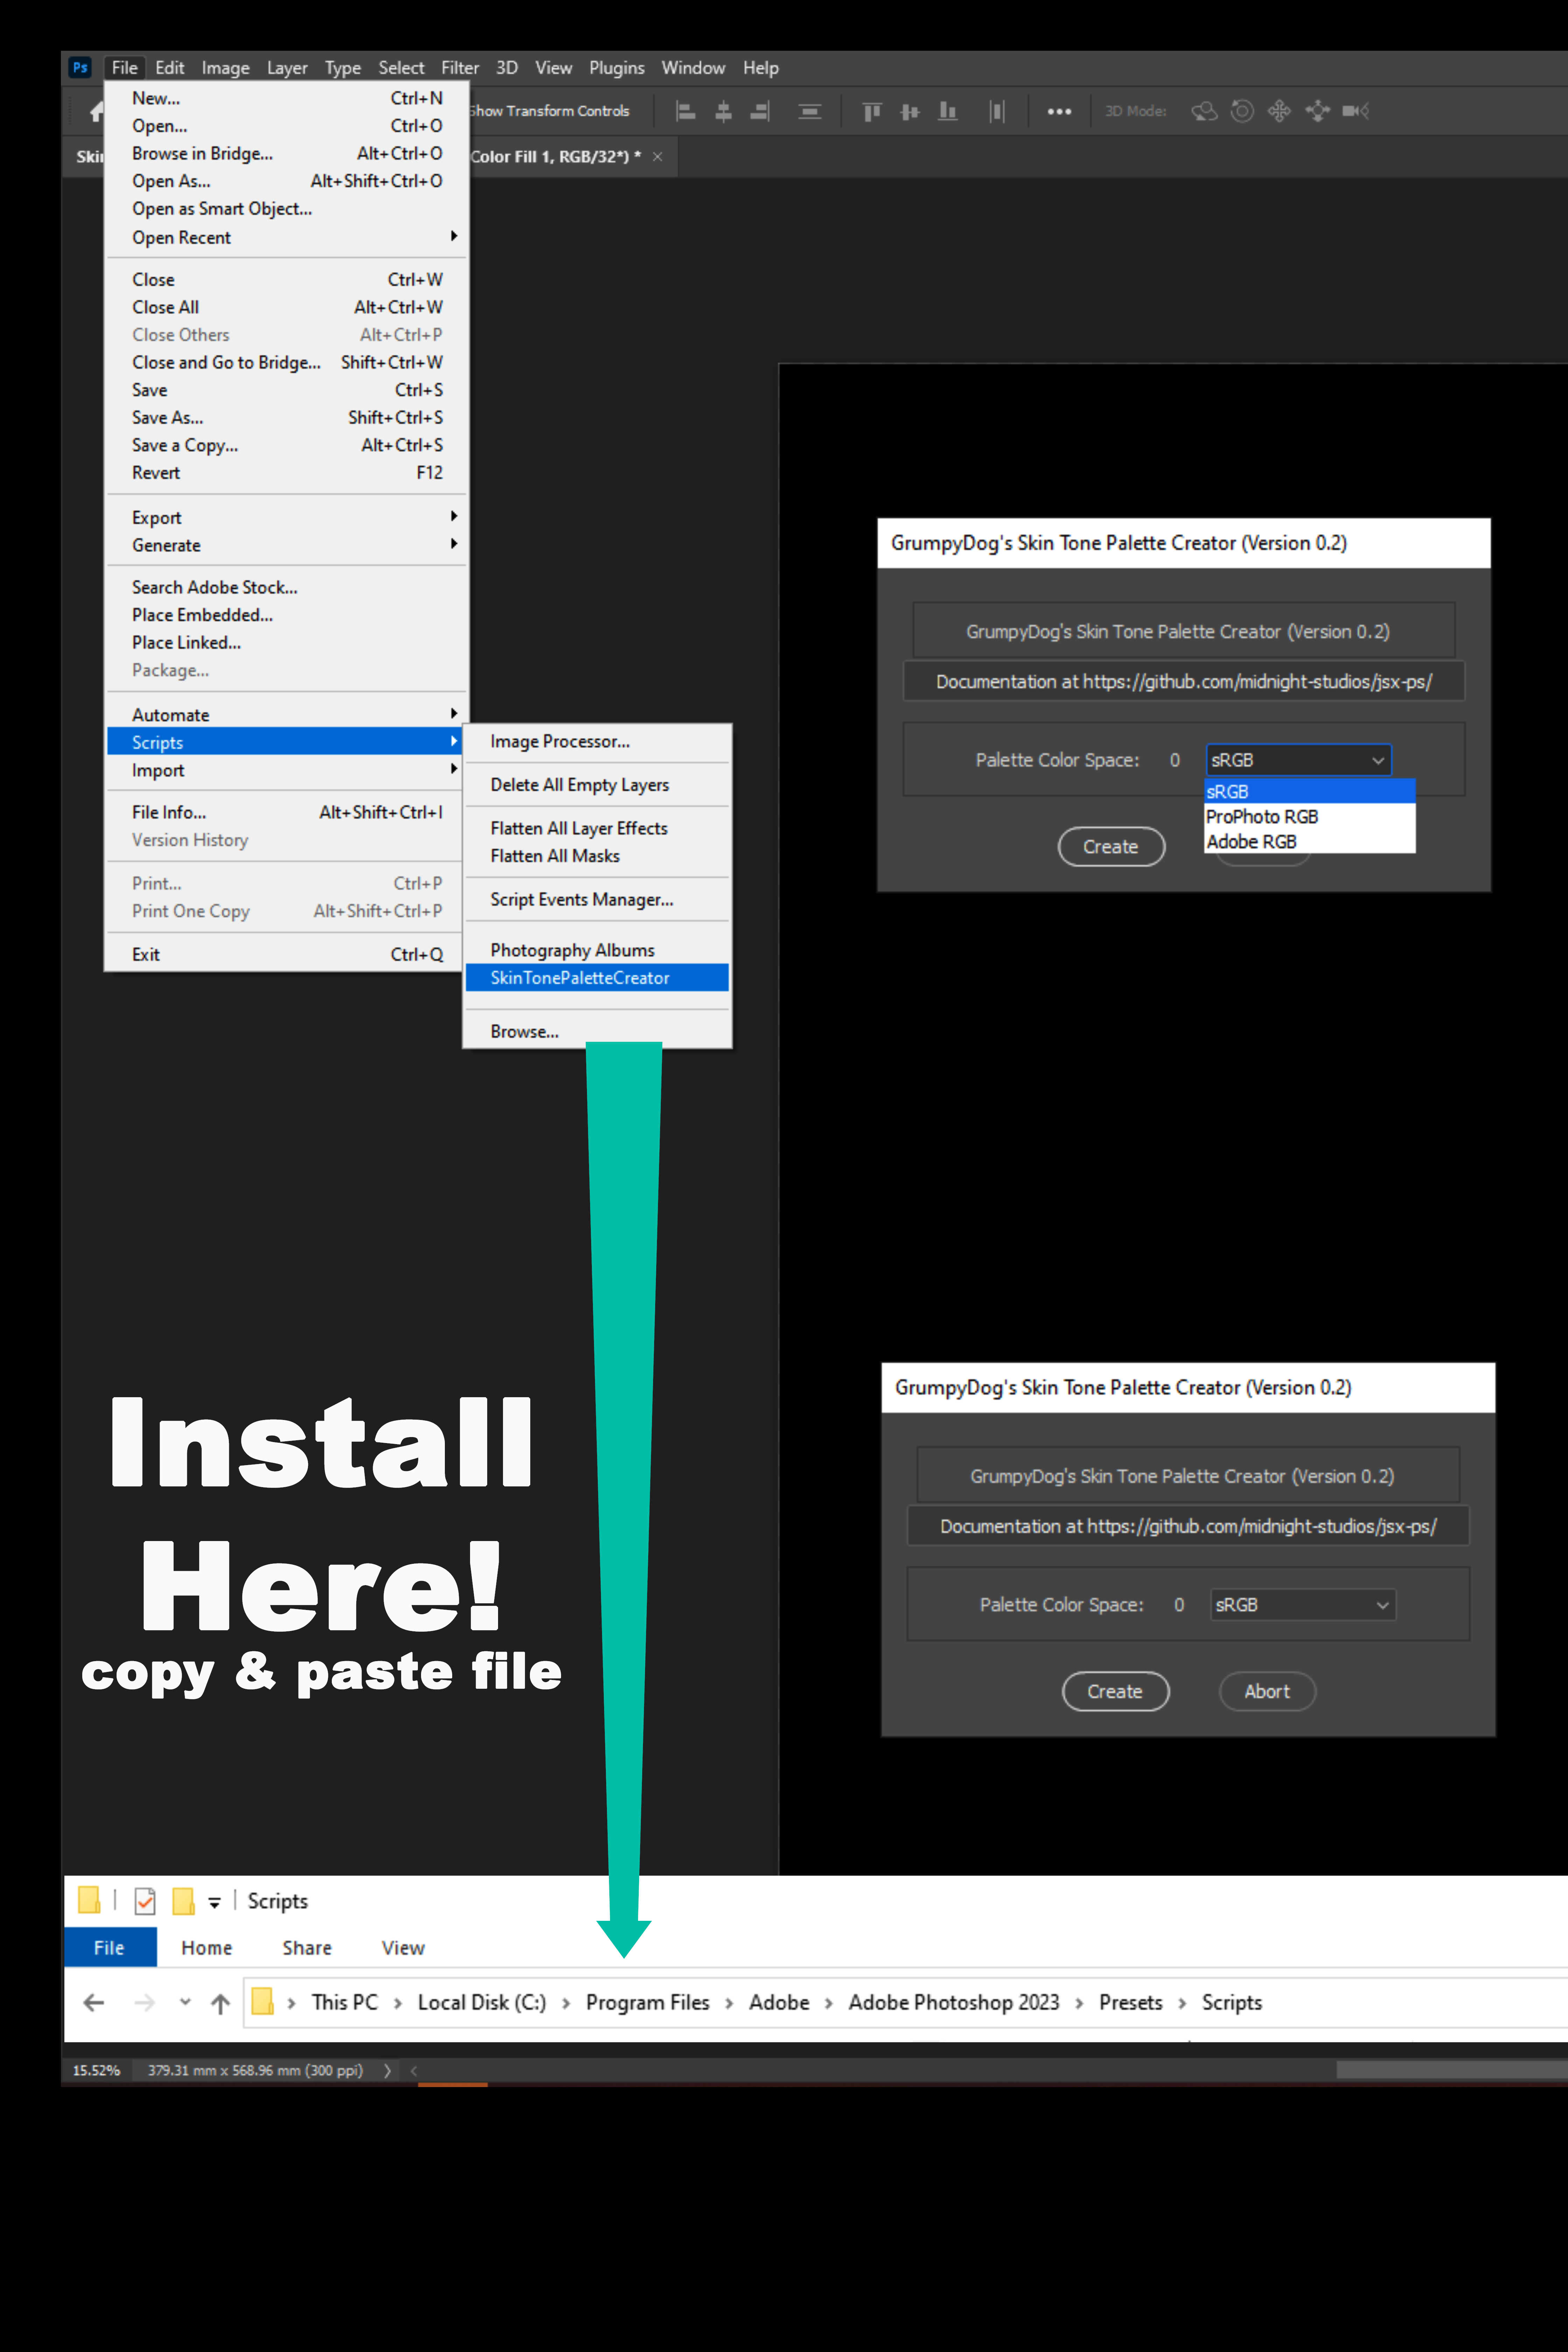 Ps File Edit Image Layer Type Select Filter 3D View Plugins Window Help
Show Transform Controls ••• 3D Mode:
Color Fill 1, RGB/32*) * ×
New... Ctrl+N
Open... Ctrl+O
Browse in Bridge... Alt+Ctrl+O
Open As... Alt+Shift+Ctrl+O
Open as Smart Object...
Open Recent
Close Ctrl+W
Close All Alt+Ctrl+W
Close Others Alt+Ctrl+P
Close and Go to Bridge... Shift+Ctrl+W
Save Ctrl+S
Save As... Shift+Ctrl+S
Save a Copy... Alt+Ctrl+S
Revert F12
Export
Generate
Search Adobe Stock...
Place Embedded...
Place Linked...
Package...
Automate
Scripts
Import
File Info... Alt+Shift+Ctrl+I
Version History
Print... Ctrl+P
Print One Copy Alt+Shift+Ctrl+P
Exit Ctrl+Q
Image Processor...
Delete All Empty Layers
Flatten All Layer Effects
Flatten All Masks
Script Events Manager...
Photography Albums
SkinTonePaletteCreator
Browse...
GrumpyDog's Skin Tone Palette Creator (Version 0.2)
GrumpyDog's Skin Tone Palette Creator (Version 0.2)
Documentation at https://github.com/midnight-studios/jsx-ps/
Palette Color Space: 0 sRGB
sRGB
ProPhoto RGB
Adobe RGB
Create
Install
Here!
copy & paste file
GrumpyDog's Skin Tone Palette Creator (Version 0.2)
GrumpyDog's Skin Tone Palette Creator (Version 0.2)
Documentation at https://github.com/midnight-studios/jsx-ps/
Palette Color Space: 0 sRGB
Create Abort
Scripts
File Home Share View
This PC > Local Disk (C:) > Program Files > Adobe > Adobe Photoshop 2023 > Presets > Scripts
15.52% 379.31 mm x 568.96 mm (300 ppi)